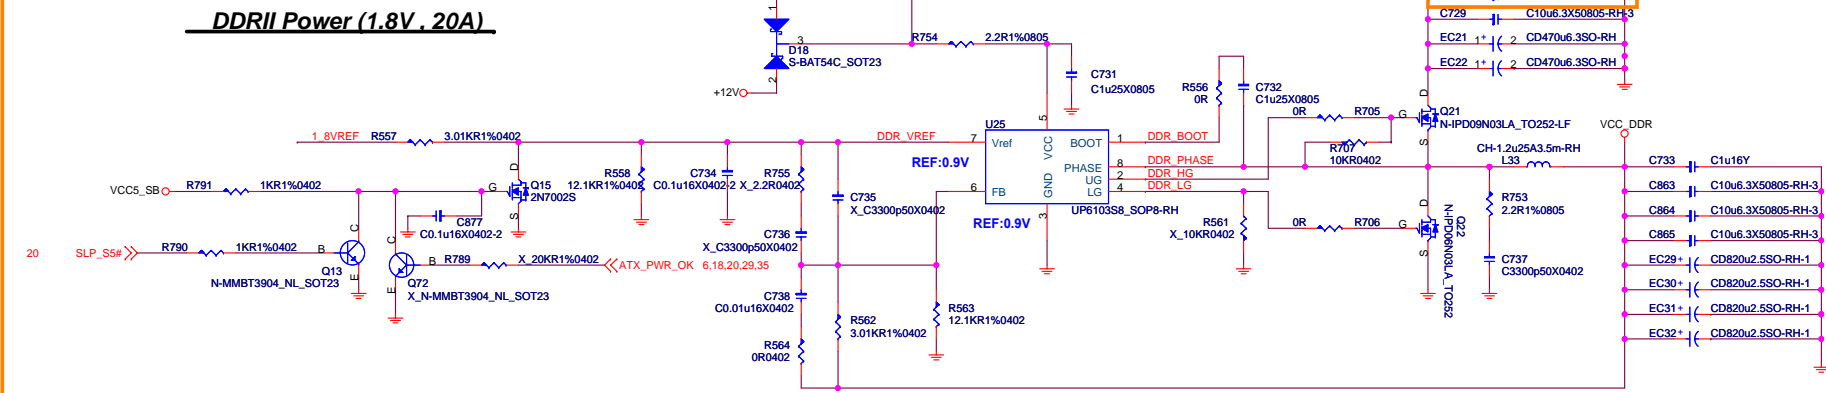 DDRII Power (1.8V , 20A)
1
3
D18
S-BAT54C_SOT23
2
+12V
R754
2.2R1%0805
C731
C1u25X0805
R556
0R
C732
C1u25X0805
C729
C10u6.3X50805-RH-3
EC21
1
+
2
CD470u6.3SO-RH
EC22
1
+
2
CD470u6.3SO-RH
0R
R705
R707
10KR0402
G
D
S
Q21
N-IPD09N03LA_TO252-LF
VCC_DDR
CH-1.2u25A3.5m-RH
L33
1_8VREF
R557
3.01KR1%0402
DDR_VREF
REF:0.9V
U25
7
Vref
5
VCC
BOOT
1
DDR_BOOT
PHASE
8
DDR_PHASE
UG
2
DDR_HG
LG
4
DDR_LG
6
FB
GND
3
UP6103S8_SOP8-RH
REF:0.9V
VCC5_SB
R791
1KR1%0402
D
G
S
Q15
2N7002S
C877
C0.1u16X0402-2
R558
12.1KR1%0402
C734
C0.1u16X0402-2
R755
X_2.2R0402
C735
X_C3300p50X0402
C736
X_C3300p50X0402
R561
X_10KR0402
0R
R706
G
D
S
Q22
N-IPD06N03LA_TO252
R753
2.2R1%0805
C737
C3300p50X0402
C733
C1u16Y
C863
C10u6.3X50805-RH-3
C864
C10u6.3X50805-RH-3
C865
C10u6.3X50805-RH-3
EC29
+
CD820u2.5SO-RH-1
EC30
+
CD820u2.5SO-RH-1
EC31
+
CD820u2.5SO-RH-1
EC32
+
CD820u2.5SO-RH-1
20
SLP_S5#
R790
1KR1%0402
B
C
E
Q13
N-MMBT3904_NL_SOT23
C
B
E
Q72
X_N-MMBT3904_NL_SOT23
R789
X_20KR1%0402
ATX_PWR_OK 6,18,20,29,35
C738
C0.01u16X0402
R564
0R0402
R562
3.01KR1%0402
R563
12.1KR1%0402